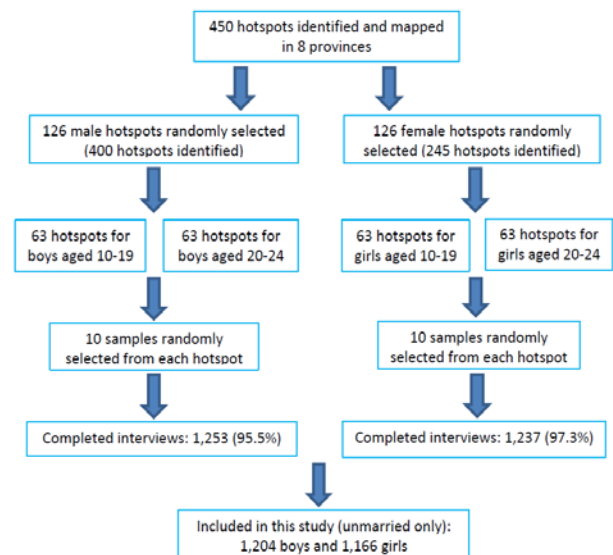 450 hotspots identified and mapped
in 8 provinces
126 male hotspots randomly selected
(400 hotspots identified)
126 female hotspots randomly
selected (245 hotspots identified)
63 hotspots for
boys aged 10-19
63 hotspots for
boys aged 20-24
63 hotspots for
girls aged 10-19
63 hotspots for
girls aged 20-24
10 samples randomly
selected from each hotspot
10 samples randomly
selected from each hotspot
Completed interviews: 1,253 (95.5%)
Completed interviews: 1,237 (97.3%)
Included in this study (unmarried only):
1,204 boys and 1,166 girls